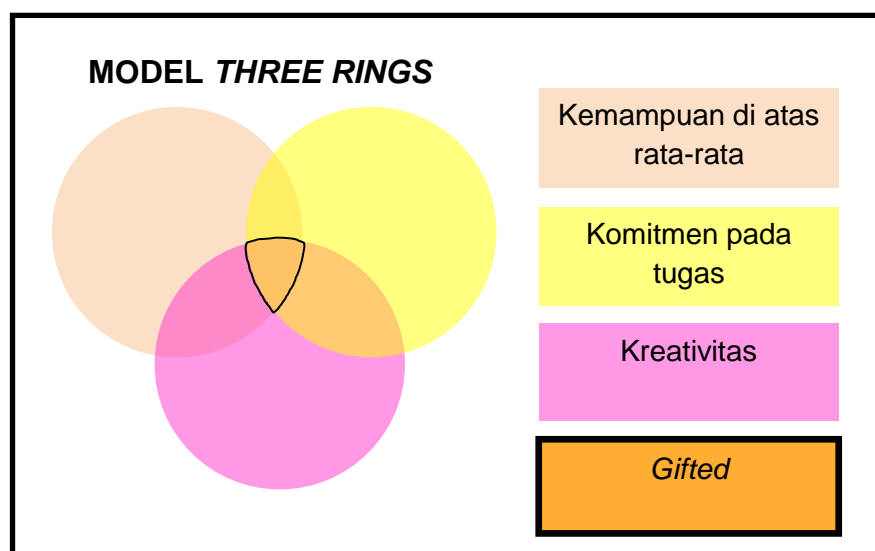 MODEL THREE RINGS
Kemampuan di atas
rata-rata
Komitmen pada
tugas
Kreativitas
Gifted